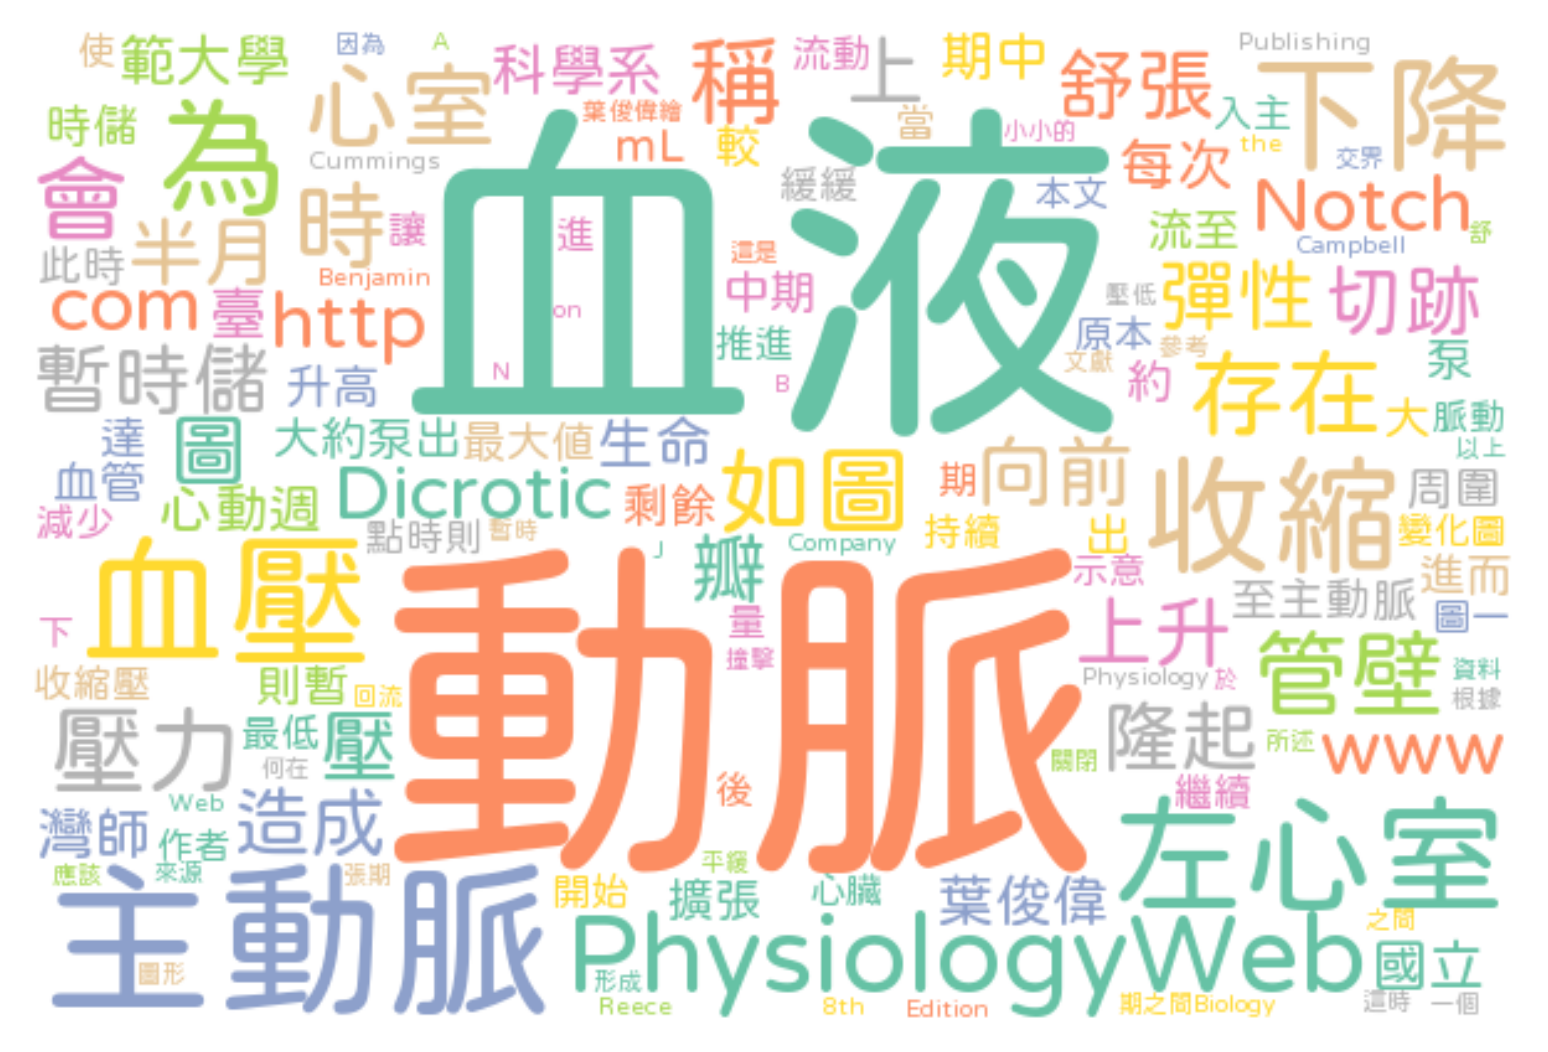 使
範大學
因為
A
科學系
稱
流動
上
期中
舒張
Publishing
下降
時儲
為
心室
葉俊偉繪
mL
較
當
小小的
入主
the
交界
每次
Cummings
血液
緩緩
本文
Notch
會
時
讓
進
流至
Campbell
舒
半月
此時
Benjamin
這是
中期
壓低
彈性
切跡
com
臺
http
on
推進
原本
文獻
參考
泵
暫時儲
升高
N
B
約
存在
大
脈動
以上
達
圖
大約泵出
最大值
生命
血管
心動週
Dicrotic
剩餘
如圖
期
向前
收縮
周圍
減少
點時則
暫時
J
瓣
Company
持續
出
變化圖
血壓
動脈
示意
進而
至主動脈
圖一
下
量
撞擊
上升
管壁
收縮壓
則暫
回流
Physiology
於
資料
根據
壓力
最低
壓
何在
關閉
隆起
所述
www
後
繼續
Web
灣師
作者
造成
左心室
應該
來源
張期
平緩
主動脈
開始
擴張
心臟
葉俊偉
之間
圖形
PhysiologyWeb
形成
國立
Reece
8th
Edition
期之間Biology
這時
一個